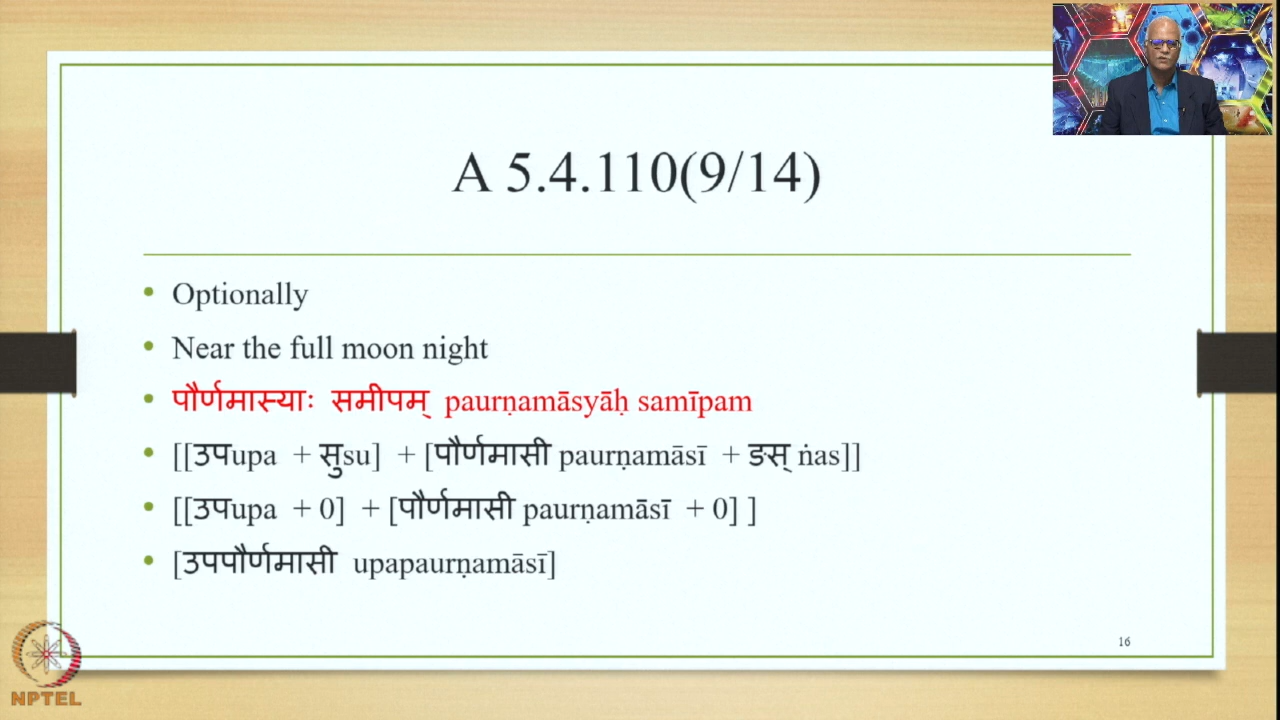 A 5.4.110(9/14)
Optionally
Near the full moon night
पौर्णमास्याः समीपम् paurṇamāsyāḥ samīpam
[[उपupa + सुsu] + [पौर्णमासी paurṇamāsī + ङस् ṅas]]
[[उपupa + 0] + [पौर्णमासी paurṇamāsī + 0] ]
[उपपौर्णमासी upapaurṇamāsī]
16
NPTEL